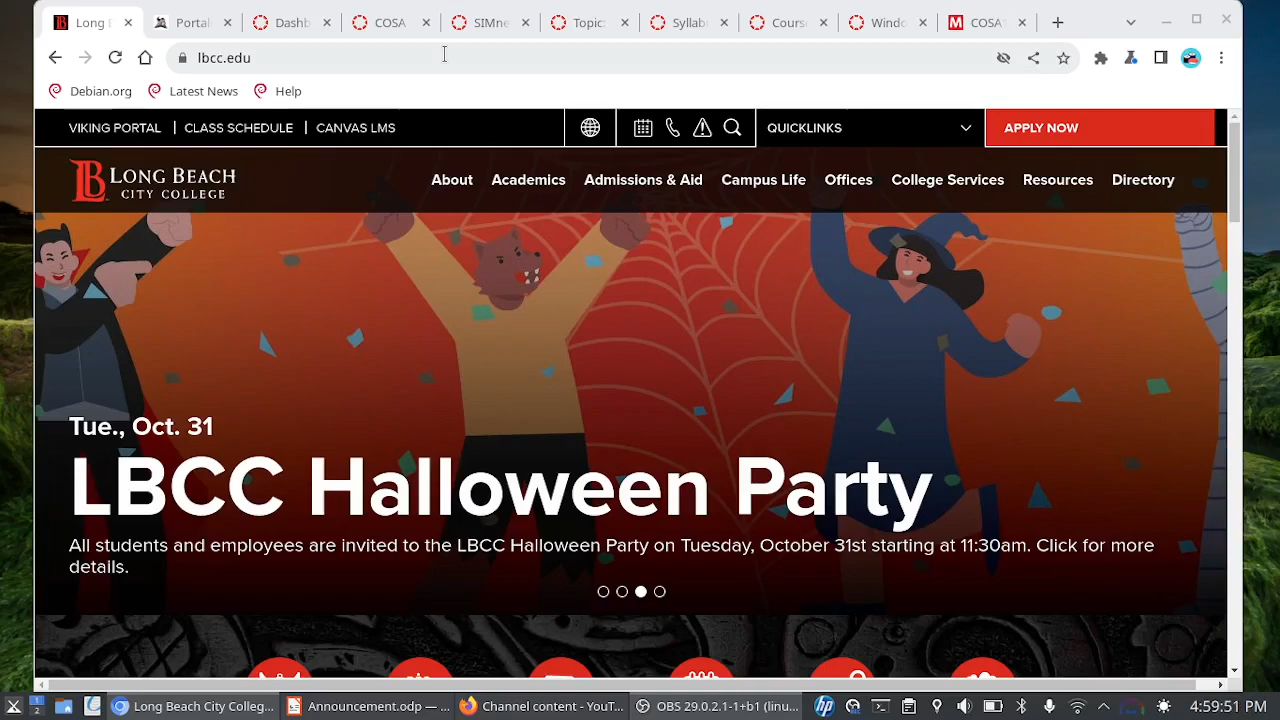 Long B
Portal
Dashb
COSA
SIMne
Topic:
Syllab
Cours
Windo
COSA
lbcc.edu
Debian.org
Latest News
Help
VIKING PORTAL
CLASS SCHEDULE
CANVAS LMS
QUICKLINKS
APPLY NOW
LB LONG BEACH
CITY COLLEGE
About
Academics
Admissions & Aid
Campus Life
Offices
College Services
Resources
Directory
Tue., Oct. 31
LBCC Halloween Party
All students and employees are invited to the LBCC Halloween Party on Tuesday, October 31st starting at 11:30am. Click for more
details.
1
2
Long Beach City Colleg...
Announcement.odp — ...
Channel content - YouT...
OBS 29.0.2.1-1+b1 (linu...
4:59:51 PM